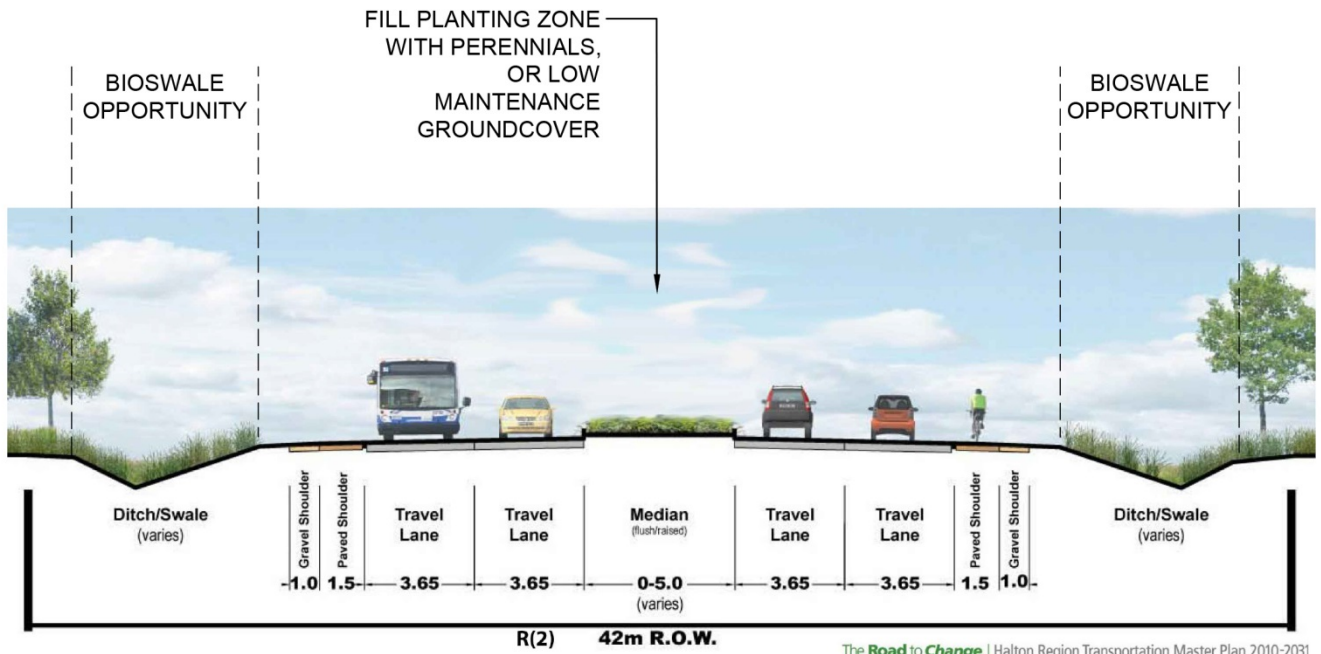 FILL PLANTING ZONE
WITH PERENNIALS,
OR LOW
MAINTENANCE
GROUNDCOVER
BIOSWALE
OPPORTUNITY
BIOSWALE
OPPORTUNITY
Ditch/Swale
(varies)
Gravel Shoulder
Paved Shoulder
Travel
Lane
Travel
Lane
Median
(flush/raised)
Travel
Lane
Travel
Lane
Paved Shoulder
Gravel Shoulder
Ditch/Swale
(varies)
1.0 1.5 3.65 3.65 0-5.0 3.65 3.65 1.5 1.0
(varies)
R(2) 42m R.O.W.
The Road to Change | Halton Region Transportation Master Plan 2010-2031